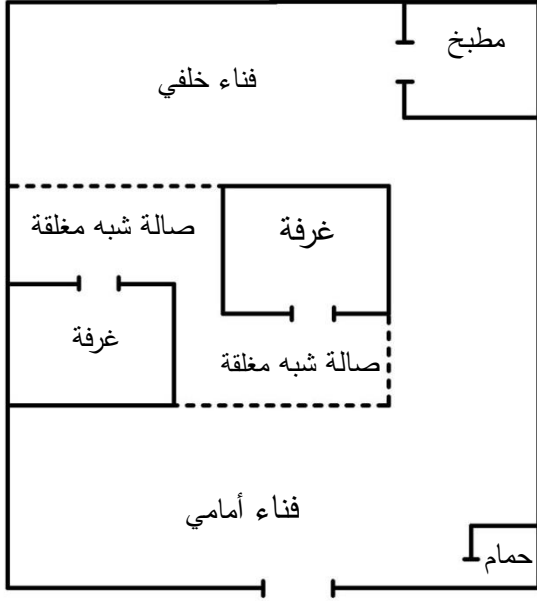 مطبخ
فناء خلفي
صالة شبه مغلقة
غرفة
غرفة
صالة شبه مغلقة
فناء أمامي
حمام